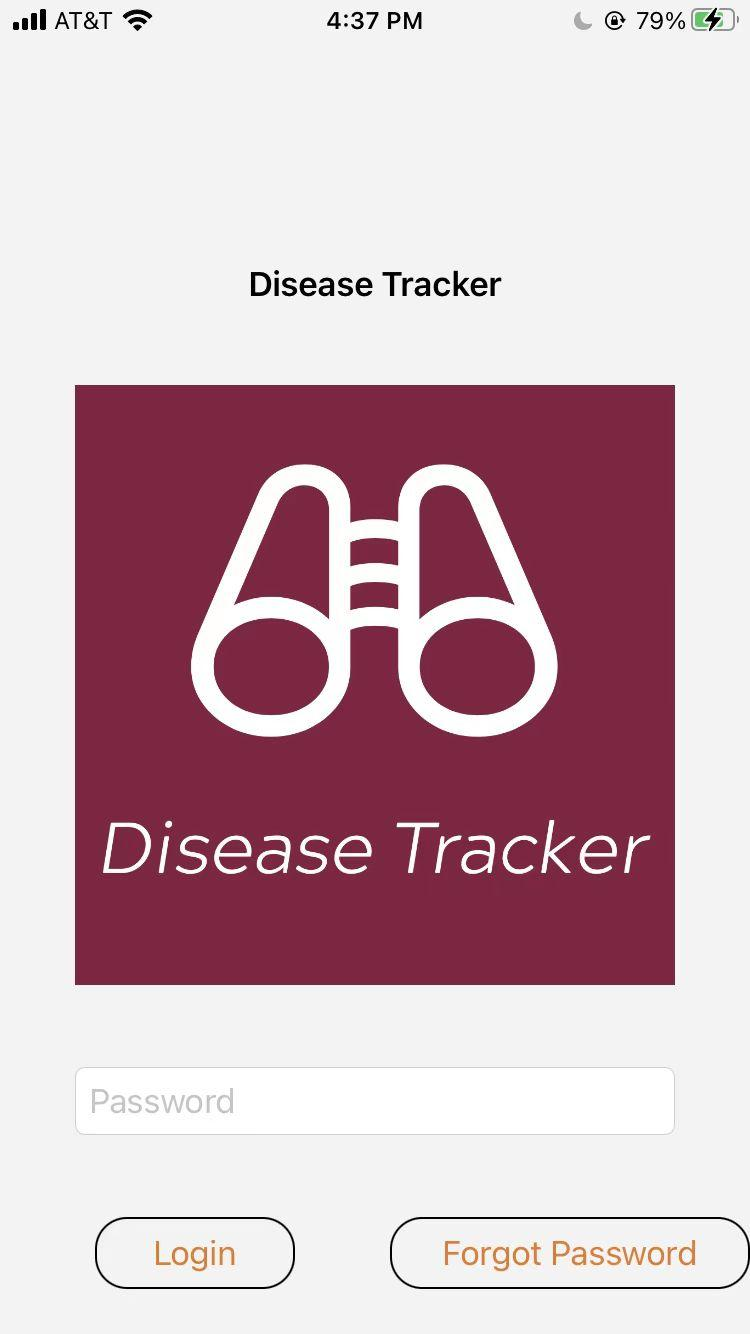 AT&T 4:37 PM 79%
Disease Tracker
Disease Tracker
Password
Login Forgot Password